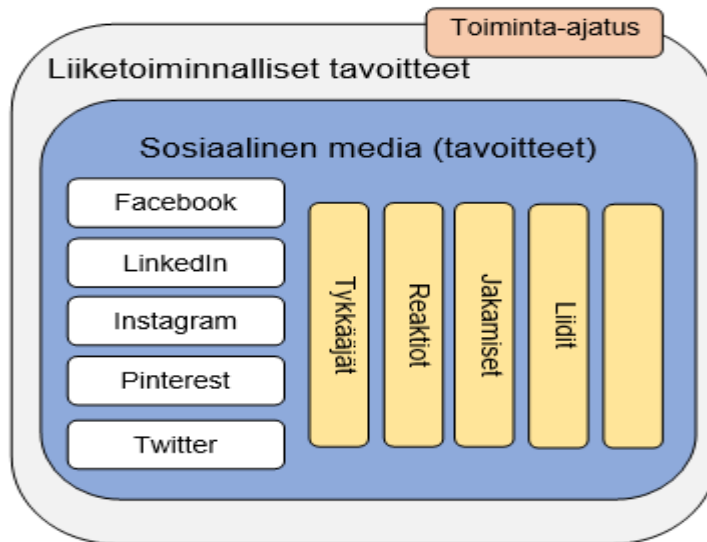 Toiminta-ajatus
Liiketoiminnalliset tavoitteet
Sosiaalinen media (tavoitteet)
Facebook
LinkedIn
Instagram
Pinterest
Twitter
Tykkääjät
Reaktiot
Jakamiset
Liidit